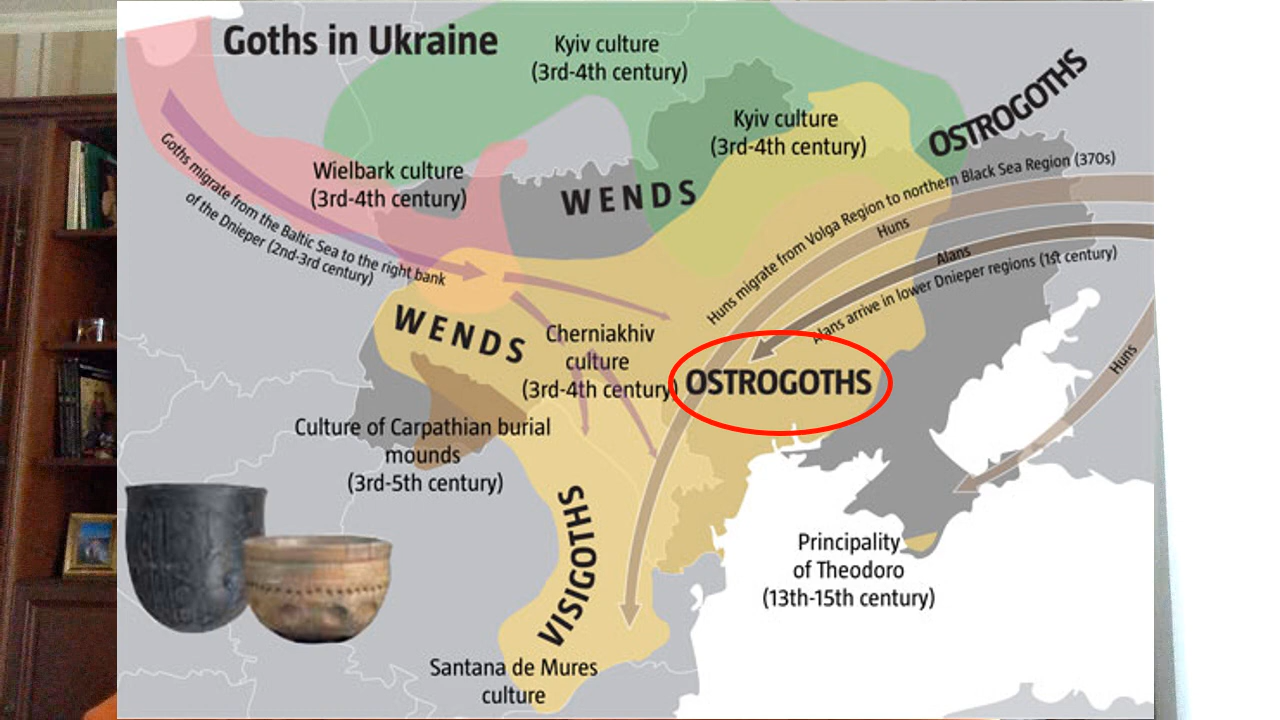 Goths in Ukraine
Kyiv culture
(3rd-4th century)
OSTROGOTHS
Kyiv culture
(3rd-4th century)
Wielbark culture
(3rd-4th century)
WENDS
Goths migrate from the Baltic Sea to the right bank
of the Dnieper (2nd-3rd century)
Huns migrate from Volga Region to northern Black Sea Region (370s)
Huns
Alans
Alans arrive in lower Dnieper regions (1st century)
WENDS
Cherniakhiv
culture
(3rd-4th century)
OSTROGOTHS
Huns
Culture of Carpathian burial
mounds
(3rd-5th century)
VISIGOTHS
Principality
of Theodoro
(13th-15th century)
Santana de Mures
culture